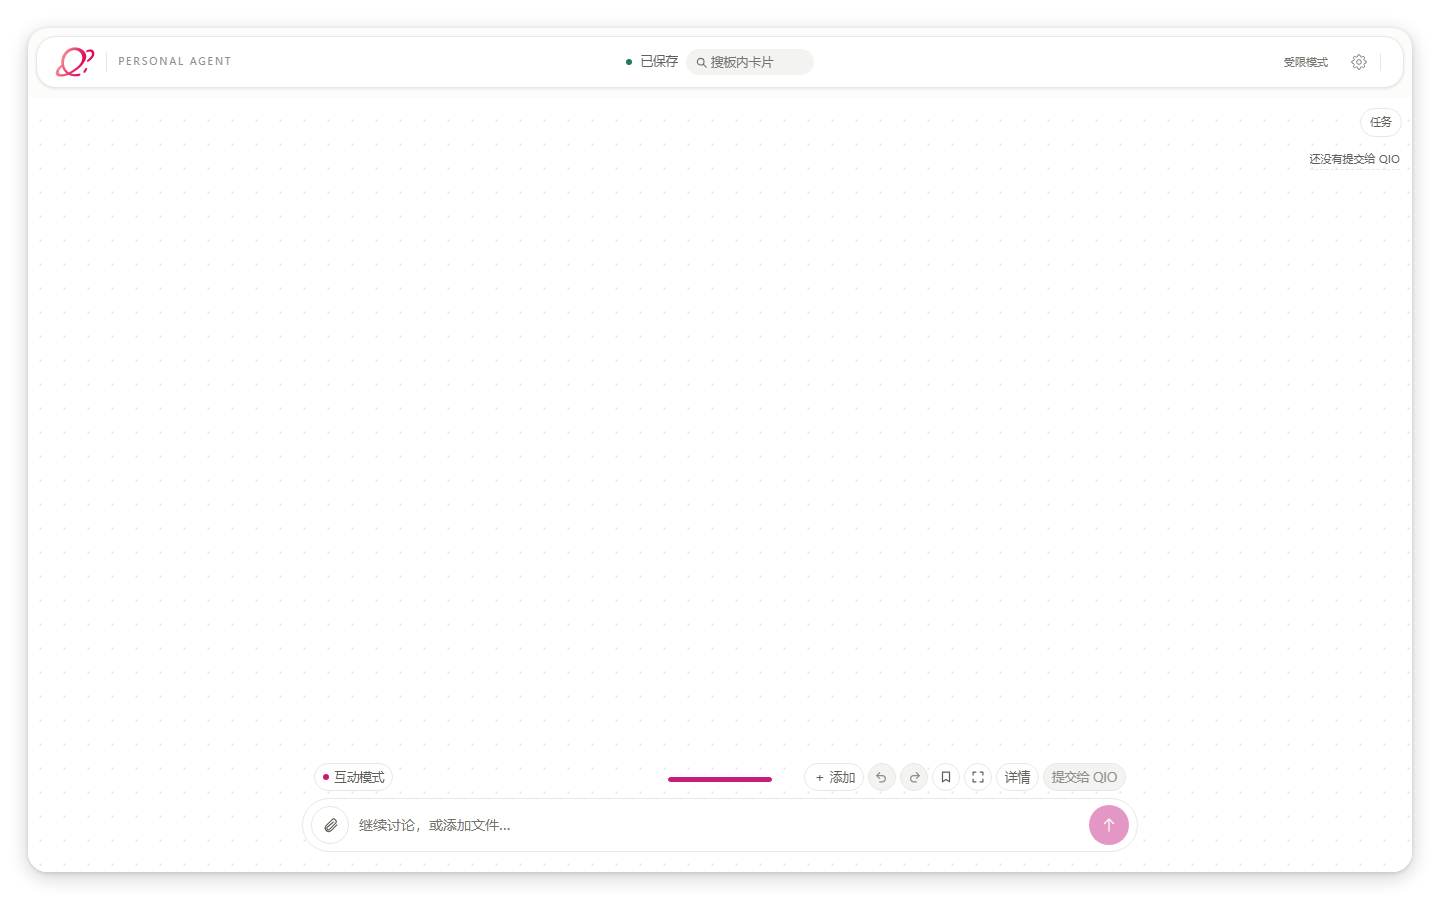 PERSONAL AGENT
已保存
搜板内卡片
受限模式
任务
还没有提交给 QIO
互动模式
+ 添加
详情
提交给 QIO
继续讨论，或添加文件...